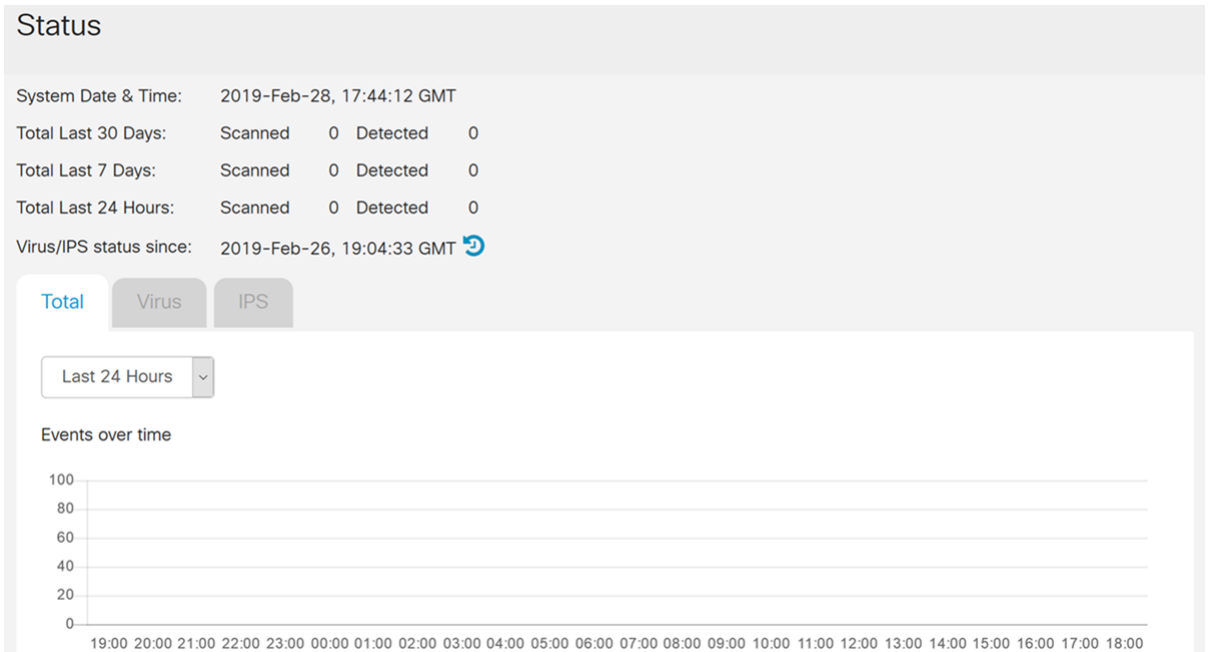 Status
System Date & Time: 2019-Feb-28, 17:44:12 GMT
Total Last 30 Days: Scanned 0 Detected 0
Total Last 7 Days: Scanned 0 Detected 0
Total Last 24 Hours: Scanned 0 Detected 0
Virus/IPS status since: 2019-Feb-26, 19:04:33 GMT
Total Virus IPS
Last 24 Hours
Events over time
100
80
60
40
20
0
19:00 20:00 21:00 22:00 23:00 00:00 01:00 02:00 03:00 04:00 05:00 06:00 07:00 08:00 09:00 10:00 11:00 12:00 13:00 14:00 15:00 16:00 17:00 18:00